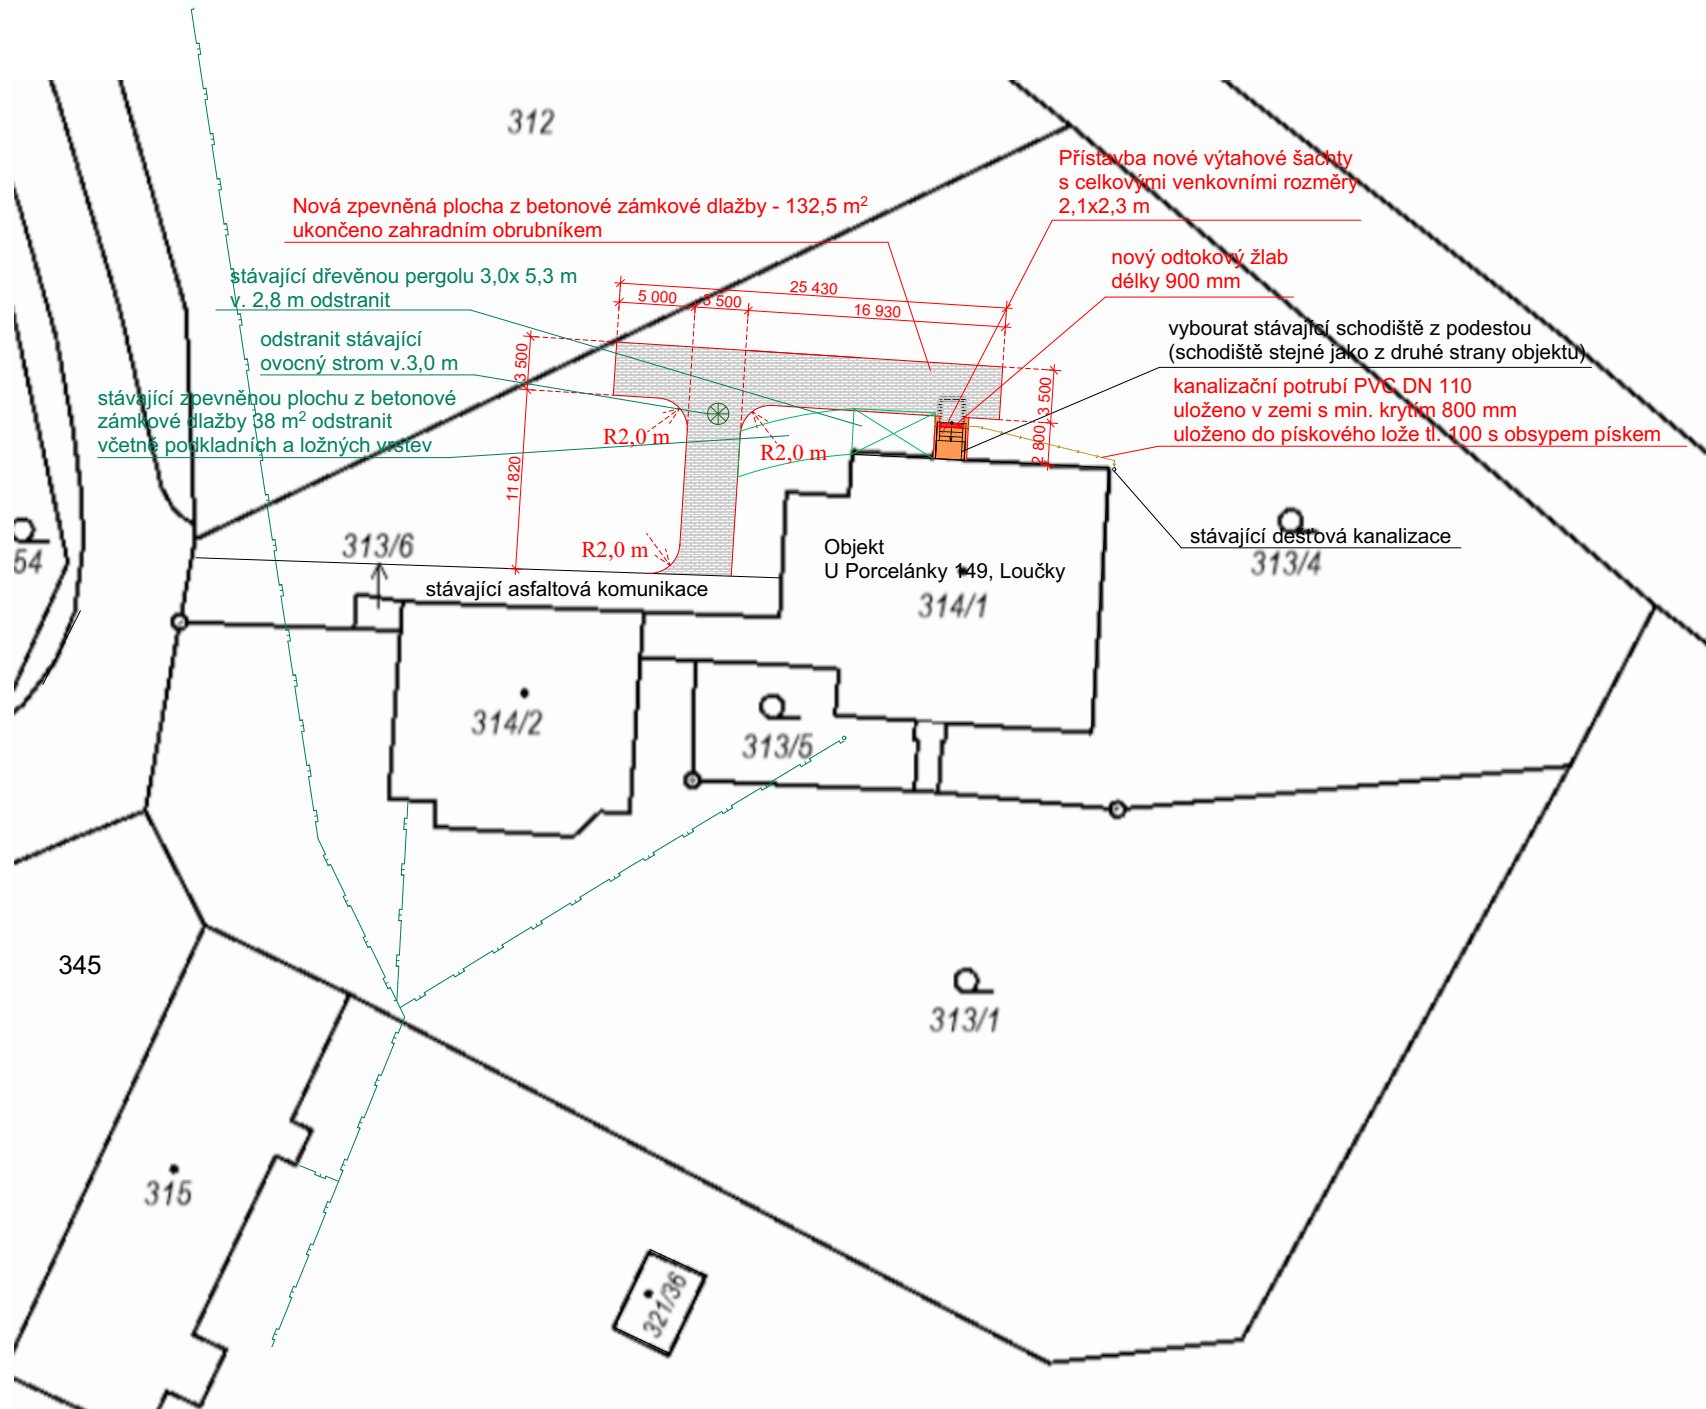 312
Přístavba nové výtahové šachty
s celkovými venkovními rozměry
2,1x2,3 m
Nová zpevněná plocha z betonové zámkové dlažby - 132,5 m²
ukončeno zahradním obrubníkem
nový odtokový žlab
délky 900 mm
stávající dřevěnou pergolu 3,0x 5,3 m
v. 2,8 m odstranit
25 430
5 000
3 500
16 930
vybourat stávající schodiště z podestou
(schodiště stejné jako z druhé strany objektu)
odstranit stávající
ovocný strom v.3,0 m
3 500
3 500
kanalizační potrubí PVC DN 110
uloženo v zemi s min. krytím 800 mm
uloženo do pískového lože tl. 100 s obsypem pískem
stávající zpevněnou plochu z betonové
zámkové dlažby 38 m² odstranit
včetně podkladních a ložných vrstev
R2,0 m
R2,0 m
2 800
11 820
stávající dešťová kanalizace
54
313/6
R2,0 m
Objekt
U Porcelánky 149, Loučky
313/4
stávající asfaltová komunikace
314/1
314/2
313/5
345
313/1
315
321/36